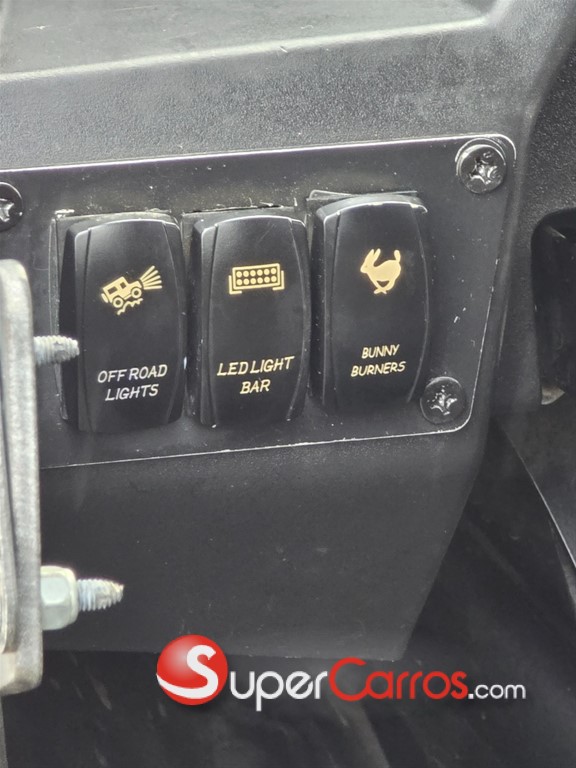 OFF ROAD
LIGHTS
LED LIGHT
BAR
BUNNY
BURNERS
SuperCarros.com